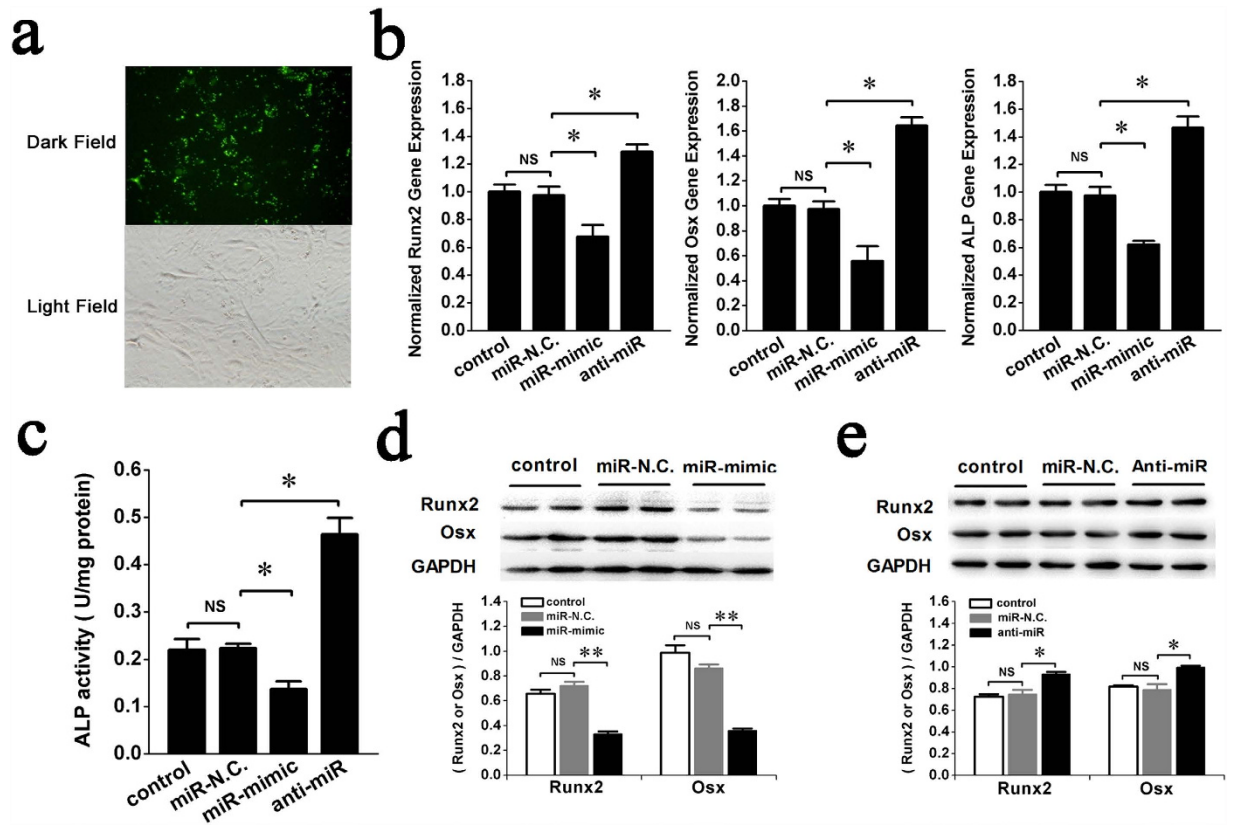 a
Dark Field
Light Field
b
Normalized Runx2 Gene Expression
1.8
1.6
1.4
1.2
1.0
0.8
0.6
0.4
0.2
0.0
NS
*
*
control
miR-N.C.
miR-mimic
anti-miR
Normalized Osx Gene Expression
2.0
1.8
1.6
1.4
1.2
1.0
0.8
0.6
0.4
0.2
0.0
NS
*
*
control
miR-N.C.
miR-mimic
anti-miR
Normalized ALP Gene Expression
1.8
1.6
1.4
1.2
1.0
0.8
0.6
0.4
0.2
0.0
NS
*
*
control
miR-N.C.
miR-mimic
anti-miR
c
ALP activity ( U/mg protein)
0.6
0.5
0.4
0.3
0.2
0.1
0.0
NS
*
*
control
miR-N.C.
miR-mimic
anti-miR
d
control miR-N.C. miR-mimic
Runx2
Osx
GAPDH
( Runx2 or Osx ) / GAPDH
1.4
1.2
1.0
0.8
0.6
0.4
0.2
0.0
control
miR-N.C.
miR-mimic
NS
**
NS
**
Runx2 Osx
e
control miR-N.C. Anti-miR
Runx2
Osx
GAPDH
( Runx2 or Osx ) / GAPDH
1.6
1.4
1.2
1.0
0.8
0.6
0.4
0.2
0.0
control
miR-N.C.
anti-miR
NS
*
NS
*
Runx2 Osx